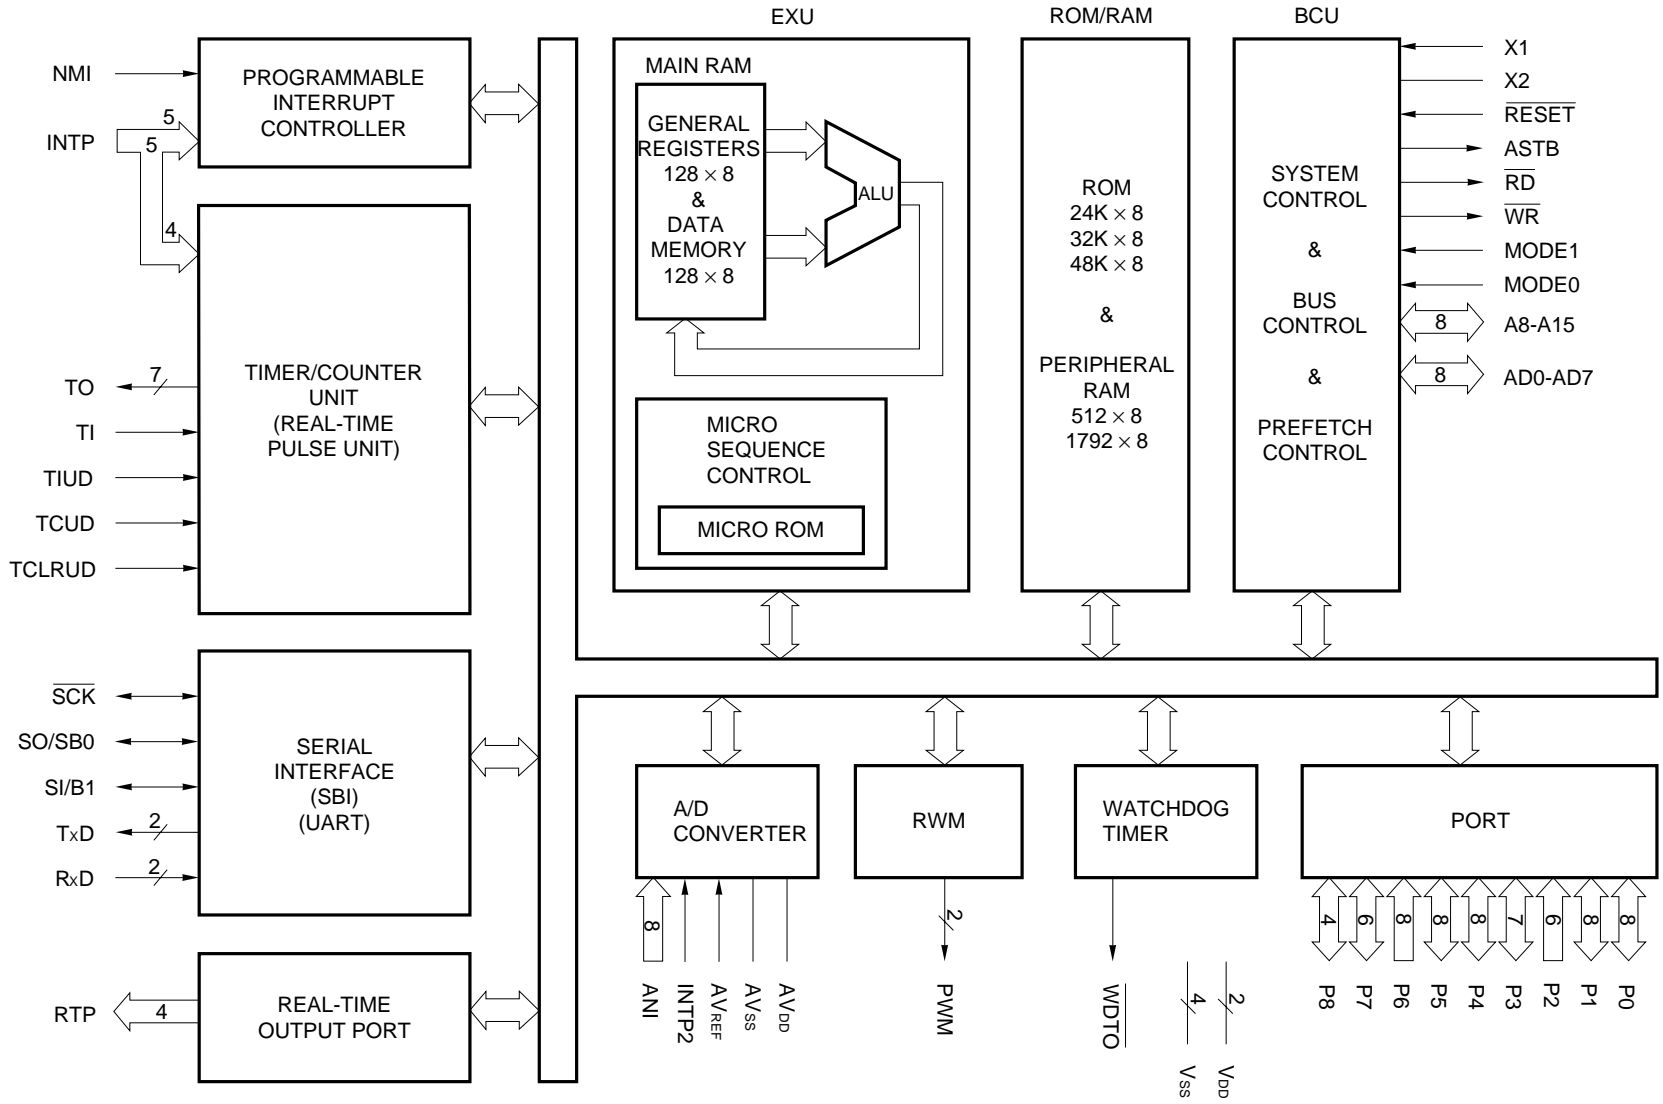 EXU
ROM/RAM
BCU
NMI
INTP
5
5
4
PROGRAMMABLE
INTERRUPT
CONTROLLER
TO
7
TI
TIUD
TCUD
TCLRUD
TIMER/COUNTER
UNIT
(REAL-TIME
PULSE UNIT)
SCK
SO/SB0
SI/B1
TxD
2
RxD
2
SERIAL
INTERFACE
(SBI)
(UART)
RTP
4
REAL-TIME
OUTPUT PORT
MAIN RAM
GENERAL
REGISTERS
128 × 8
&
DATA
MEMORY
128 × 8
ALU
MICRO
SEQUENCE
CONTROL
MICRO ROM
ROM
24K × 8
32K × 8
48K × 8
&
PERIPHERAL
RAM
512 × 8
1792 × 8
SYSTEM
CONTROL
&
BUS
CONTROL
&
PREFETCH
CONTROL
X1
X2
RESET
ASTB
RD
WR
MODE1
MODE0
8
A8-A15
8
AD0-AD7
A/D
CONVERTER
8
ANI
INTP2
AVREF
AVSS
AVDD
RWM
2
PWM
WATCHDOG
TIMER
WDTO
4
VSS
2
VDD
PORT
4
6
8
8
8
7
6
8
8
P8
P7
P6
P5
P4
P3
P2
P1
P0